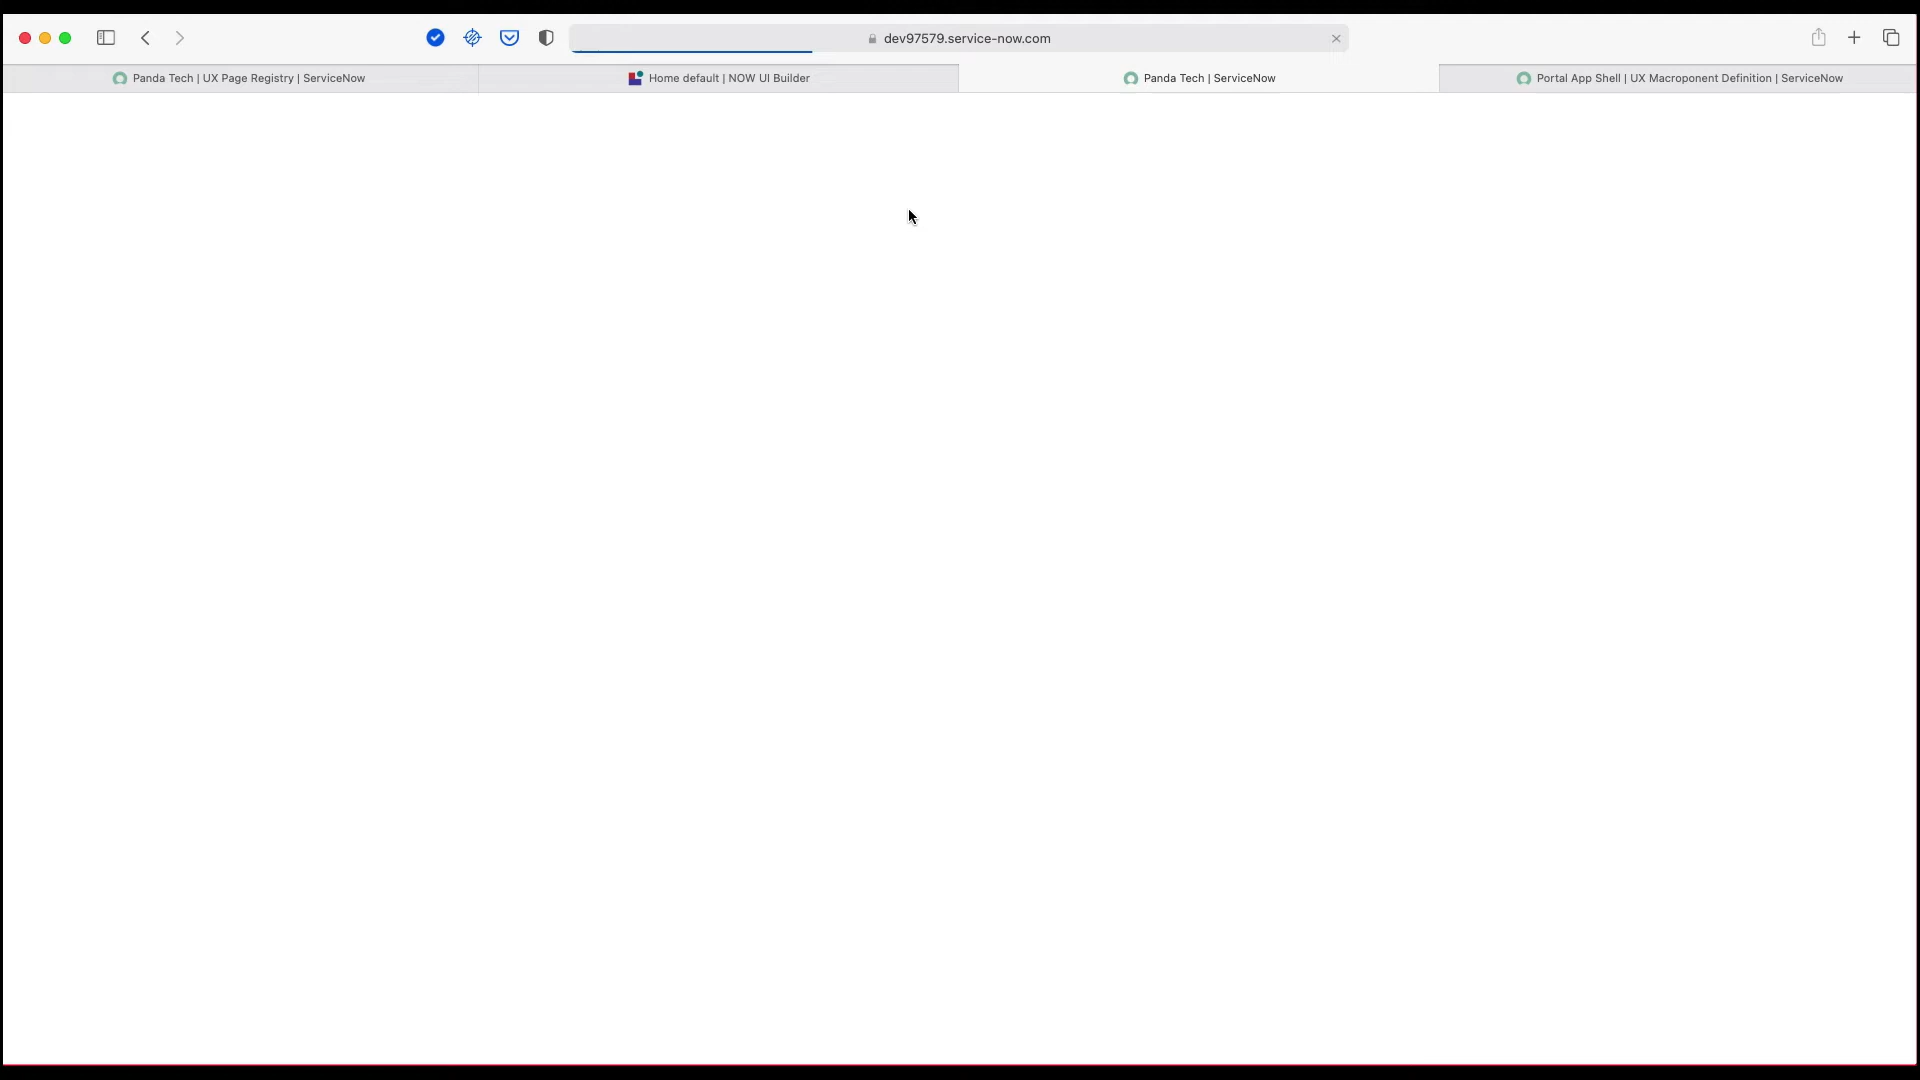 dev97579.service-now.com
Panda Tech | UX Page Registry | ServiceNow
Home default | NOW UI Builder
Panda Tech | ServiceNow
Portal App Shell | UX Macroponent Definition | ServiceNow